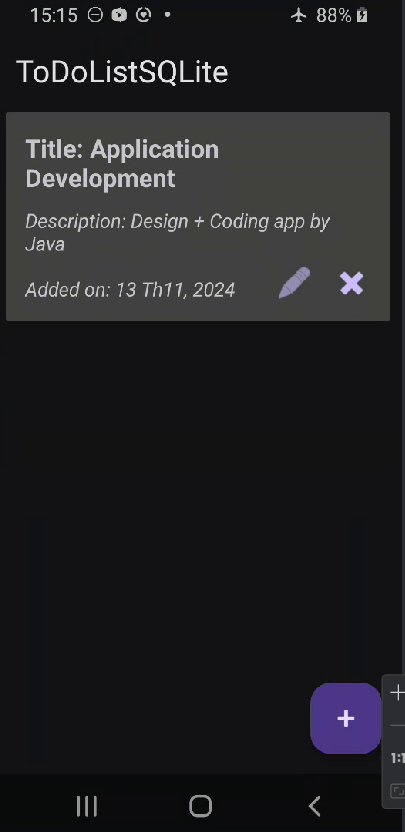 15:15
88%
ToDoListSQLite
Title: Application
Development
Description: Design + Coding app by
Java
Added on: 13 Th11, 2024
+
+
1:1